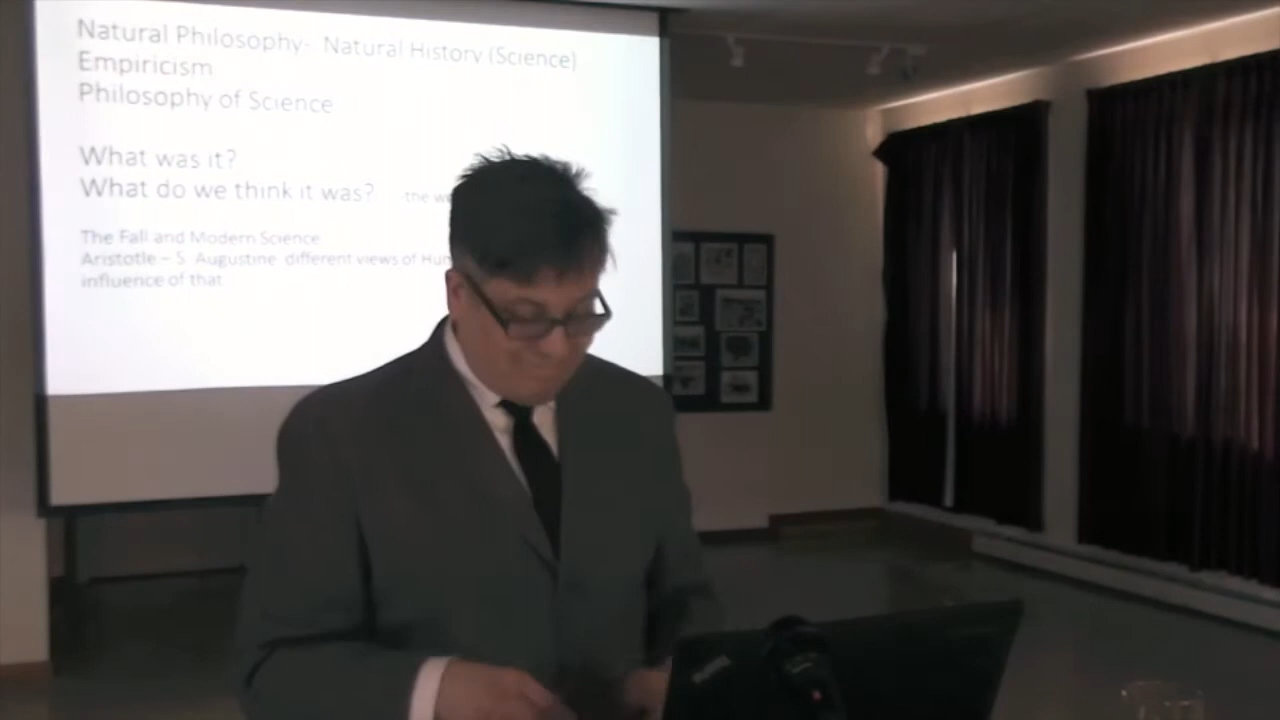 Natural Philosophy- Natural History (Science)
Empiricism
Philosophy of Science
What was it?
What do we think it was? the
The Fall and Modern Science
Aristotle – S. Augustine different views of
influence of that